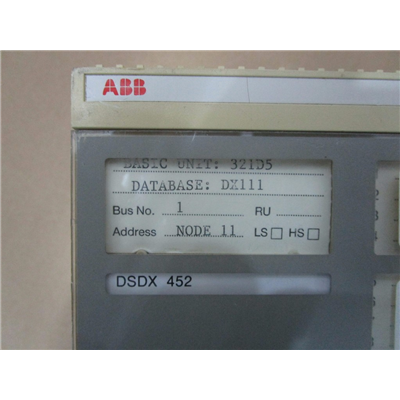 ABB
BASIC UNIT: 321D5
DATABASE: DX111
Bus No. 1 RU
Address NODE 11 LS HS
DSDX 452